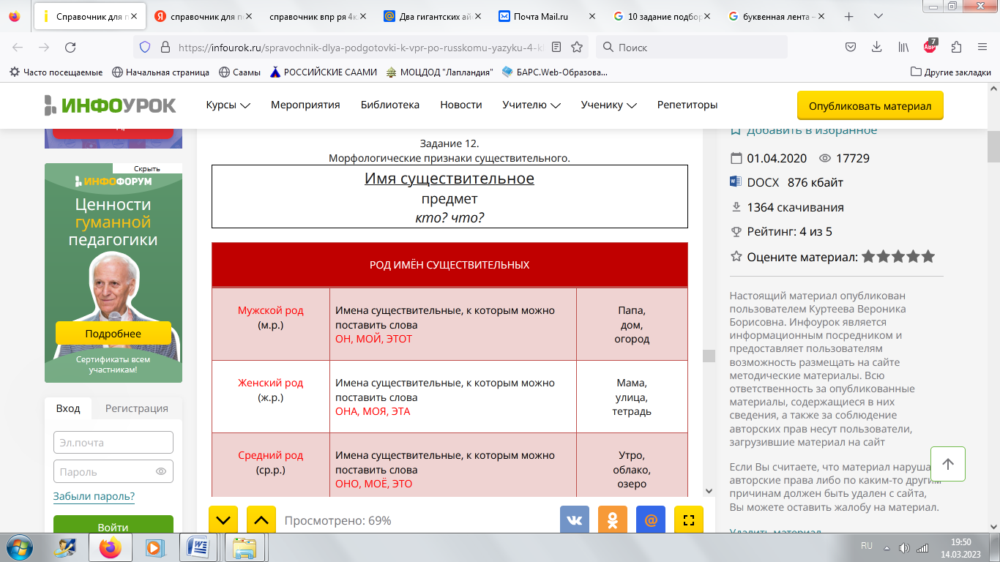 Справочник для п
справочник для по
справочник впр ря 4кл
Два гигантских ай
Почта Mail.ru
10 задание подбор
буквенная лента –
https://infourok.ru/spravochnik-dlya-podgotovki-k-vpr-po-russkomu-yazyku-4-kl
Поиск
7
ABP
Часто посещаемые
Начальная страница
Саамы
РОССИЙСКИЕ СААМИ
МОЦДОД "Лапландия"
БАРС.Web-Образова...
Другие закладки
ИНФОУРОК
Курсы
Мероприятия
Библиотека
Новости
Учителю
Ученику
Репетиторы
Опубликовать материал
Скрыть
ИНФОФОРУМ
Ценности
гуманной
педагогики
Подробнее
Сертификаты всем
участникам!
Вход
Регистрация
Эл.почта
Пароль
Забыли пароль?
Войти
Задание 12.
Морфологические признаки существительного.
Имя существительное
предмет
кто? что?
РОД ИМЁН СУЩЕСТВИТЕЛЬНЫХ
Мужской род
(м.р.)
Имена существительные, к которым можно
поставить слова
ОН, МОЙ, ЭТОТ
Папа,
дом,
огород
Женский род
(ж.р.)
Имена существительные, к которым можно
поставить слова
ОНА, МОЯ, ЭТА
Мама,
улица,
тетрадь
Средний род
(ср.р.)
Имена существительные, к которым можно
поставить слова
ОНО, МОЁ, ЭТО
Утро,
облако,
озеро
Просмотрено: 69%
Добавить в избранное
01.04.2020
17729
DOCX 876 кбайт
1364 скачивания
Рейтинг: 4 из 5
Оцените материал:
Настоящий материал опубликован
пользователем Куртеева Вероника
Борисовна. Инфоурок является
информационным посредником и
предоставляет пользователям
возможность размещать на сайте
методические материалы. Всю
ответственность за опубликованные
материалы, содержащиеся в них
сведения, а также за соблюдение
авторских прав несут пользователи,
загрузившие материал на сайт
Если Вы считаете, что материал наруша
авторские права либо по каким-то другим
причинам должен быть удален с сайта,
Вы можете оставить жалобу на материал.
Удалить материал
RU
19:50
14.03.2023